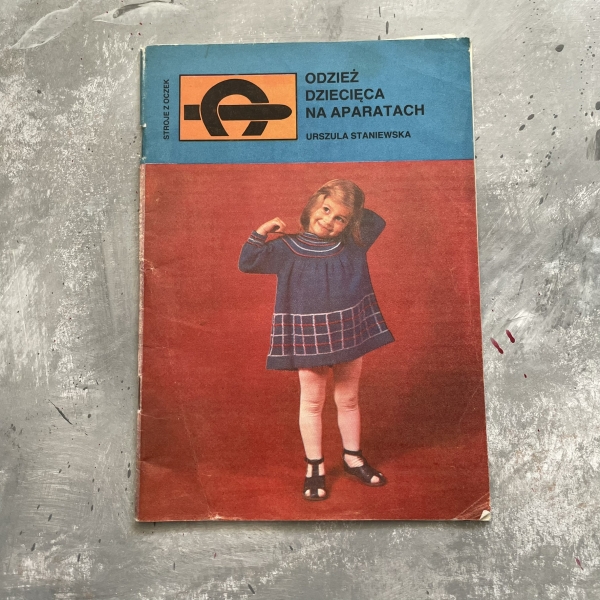 STROJE Z OCZEK
ODZIEŻ
DZIECIĘCA
NA APARATACH
URSZULA STANIEWSKA